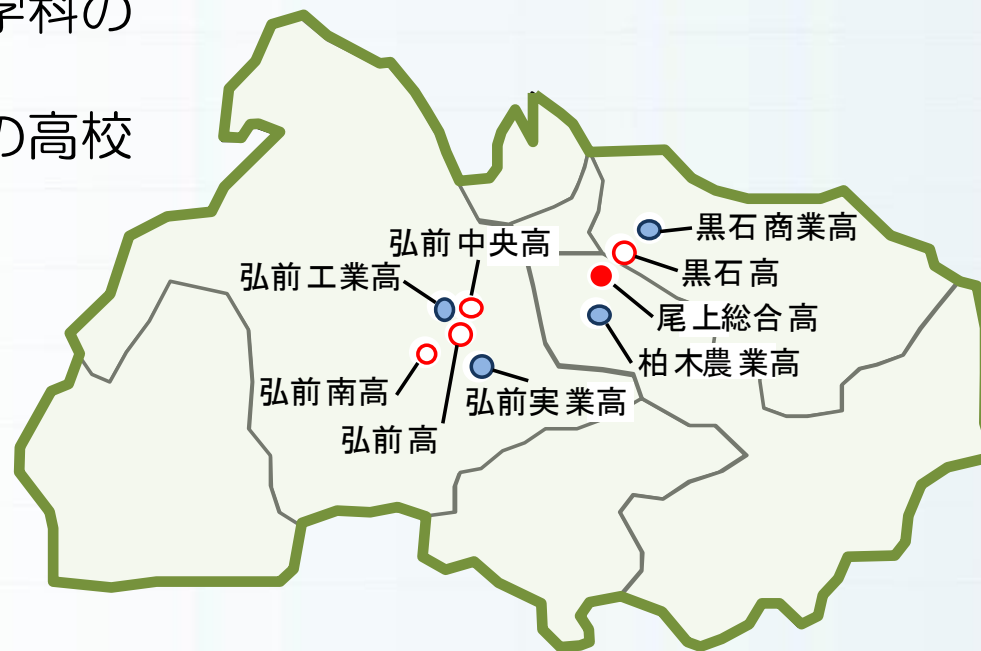 学科の
の高校
弘前中央高
黒石商業高
弘前工業高
黒石高
尾上総合高
柏木農業高
弘前南高
弘前実業高
弘前高